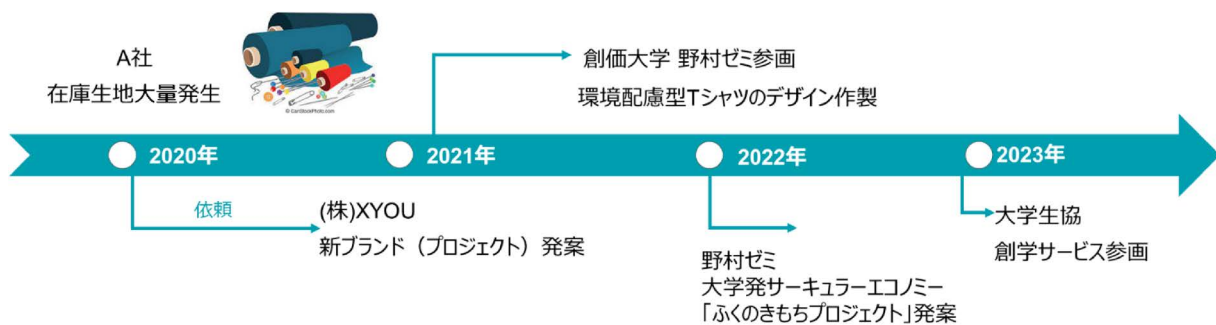 A社
在庫生地大量発生
© CanStockPhoto.com
創価大学 野村ゼミ参画
環境配慮型Tシャツのデザイン作製
2020年
2021年
2022年
2023年
依頼
(株)XYOU
新ブランド（プロジェクト）発案
野村ゼミ
大学発サーキュラーエコノミー
「ふくのきもちプロジェクト」発案
大学生協
創学サービス参画